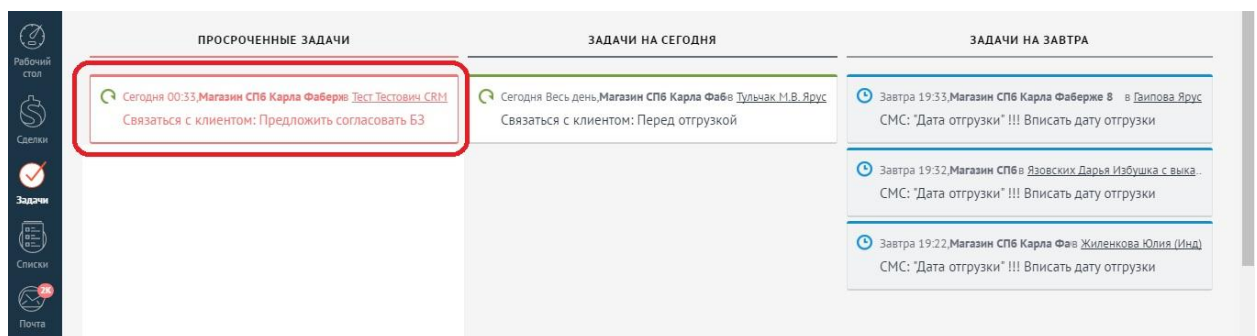 Рабочий
стол
Сделки
Задачи
Списки
2K
Почта
ПРОСРОЧЕННЫЕ ЗАДАЧИ
Сегодня 00:33,Магазин СПб Карла Фаберж в Тест Тестович CRM
Связаться с клиентом: Предложить согласовать БЗ
ЗАДАЧИ НА СЕГОДНЯ
Сегодня Весь день,Магазин СПб Карла Фаб в Тульчак М.В. Ярус
Связаться с клиентом: Перед отгрузкой
ЗАДАЧИ НА ЗАВТРА
Завтра 19:33,Магазин СПб Карла Фаберже 8 в Гаипова Ярус
СМС: "Дата отгрузки" !!! Вписать дату отгрузки
Завтра 19:32,Магазин СПб в Язовских Дарья Избушка с выка..
СМС: "Дата отгрузки" !!! Вписать дату отгрузки
Завтра 19:22,Магазин СПб Карла Фа в Жиленкова Юлия (Инд)
СМС: "Дата отгрузки" !!! Вписать дату отгрузки